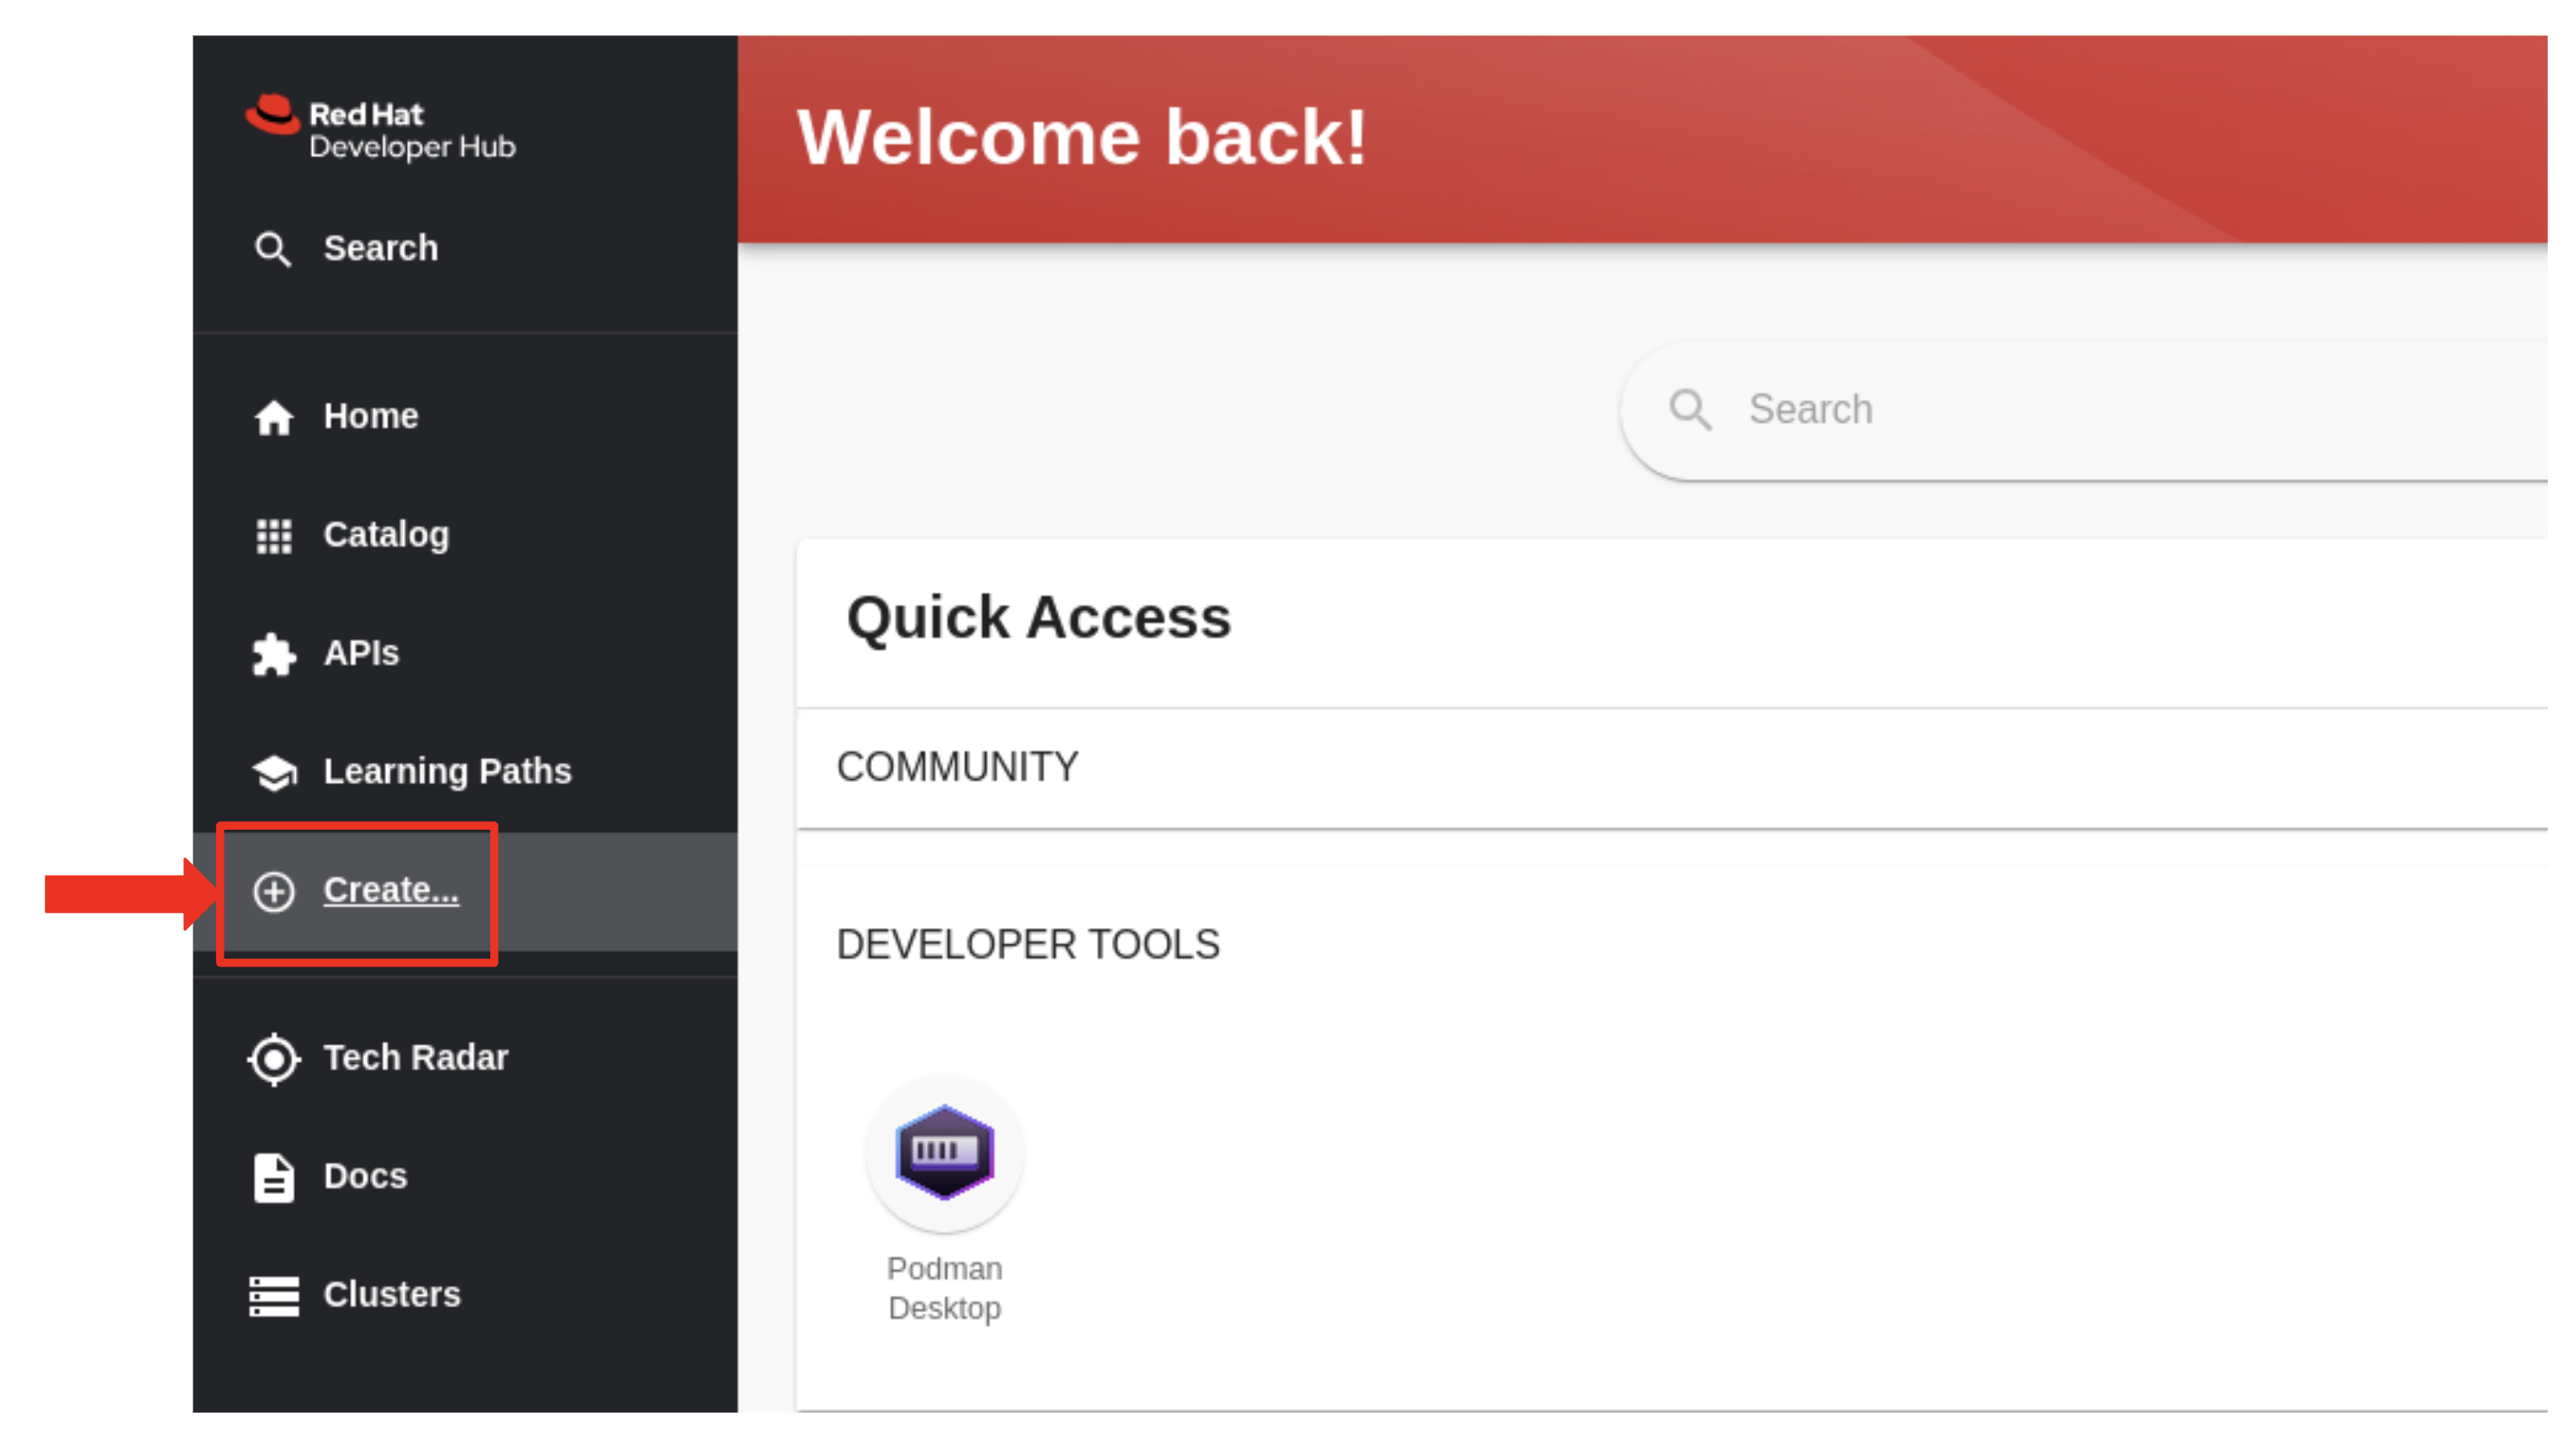 Red Hat
Developer Hub
Search
Home
Catalog
APIs
Learning Paths
Create...
Tech Radar
Docs
Clusters
Welcome back!
Search
Quick Access
COMMUNITY
DEVELOPER TOOLS
Podman
Desktop